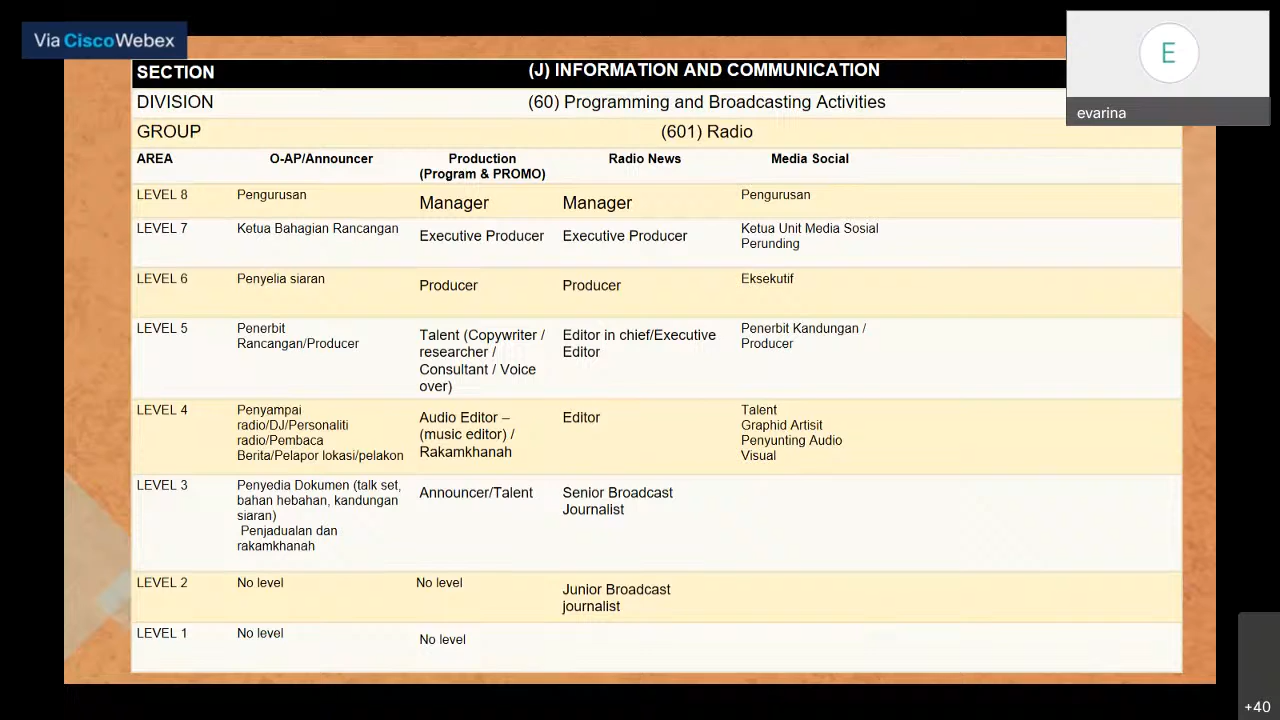 Via CiscoWebex
E
evarina
SECTION (J) INFORMATION AND COMMUNICATION
DIVISION (60) Programming and Broadcasting Activities
GROUP (601) Radio
AREA O-AP/Announcer Production Radio News Media Social
(Program & PROMO)
LEVEL 8 Pengurusan Manager Manager Pengurusan
LEVEL 7 Ketua Bahagian Rancangan Executive Producer Executive Producer Ketua Unit Media Sosial
Perunding
LEVEL 6 Penyelia siaran Producer Producer Eksekutif
LEVEL 5 Penerbit Talent (Copywriter / Editor in chief/Executive Penerbit Kandungan /
Rancangan/Producer researcher / Editor Producer
Consultant / Voice
over)
LEVEL 4 Penyampai Audio Editor – Editor Talent
radio/DJ/Personaliti (music editor) / Graphid Artisit
radio/Pembaca Rakamkhanah Penyunting Audio
Berita/Pelapor lokasi/pelakon Visual
LEVEL 3 Penyedia Dokumen (talk set, Announcer/Talent Senior Broadcast
bahan hebahan, kandungan Journalist
siaran)
Penjadualan dan
rakamkhanah
LEVEL 2 No level No level Junior Broadcast
journalist
LEVEL 1 No level No level
+40